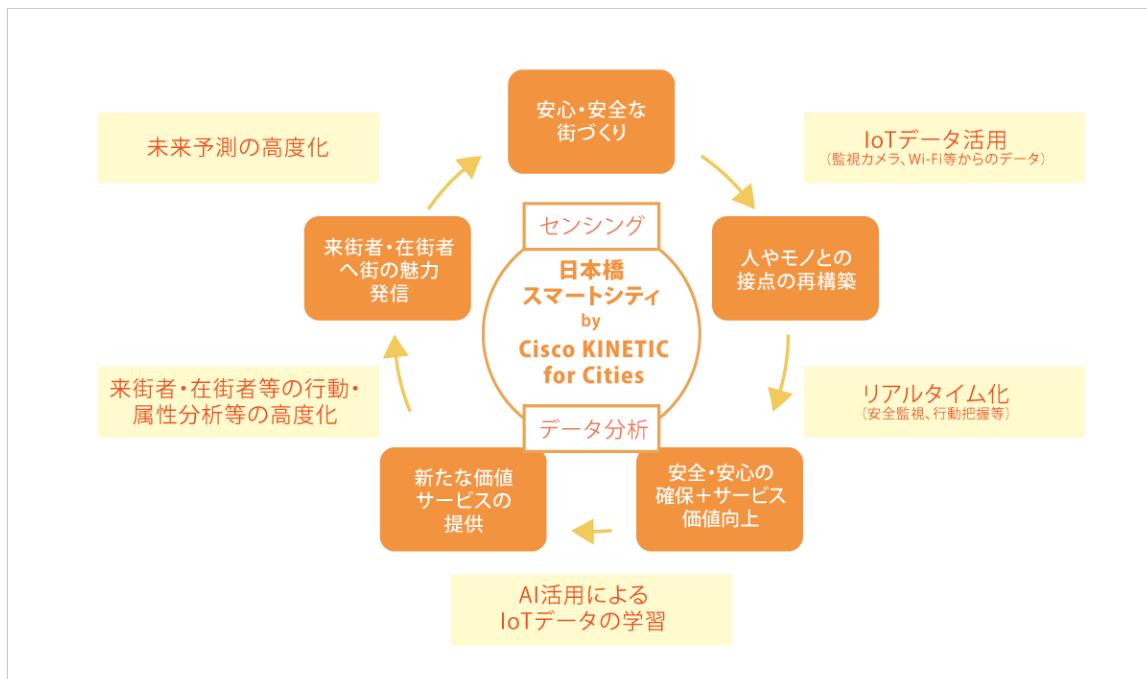 安心・安全な
街づくり
IoTデータ活用
(監視カメラ、Wi-Fi等からのデータ)
人やモノとの
接点の再構築
リアルタイム化
(安全監視、行動把握等)
安全・安心の
確保＋サービス
価値向上
AI活用による
IoTデータの学習
新たな価値
サービスの
提供
来街者・在街者等の行動・
属性分析等の高度化
来街者・在街者
へ街の魅力
発信
未来予測の高度化
センシング
日本橋
スマートシティ
by
Cisco KINETIC
for Cities
データ分析